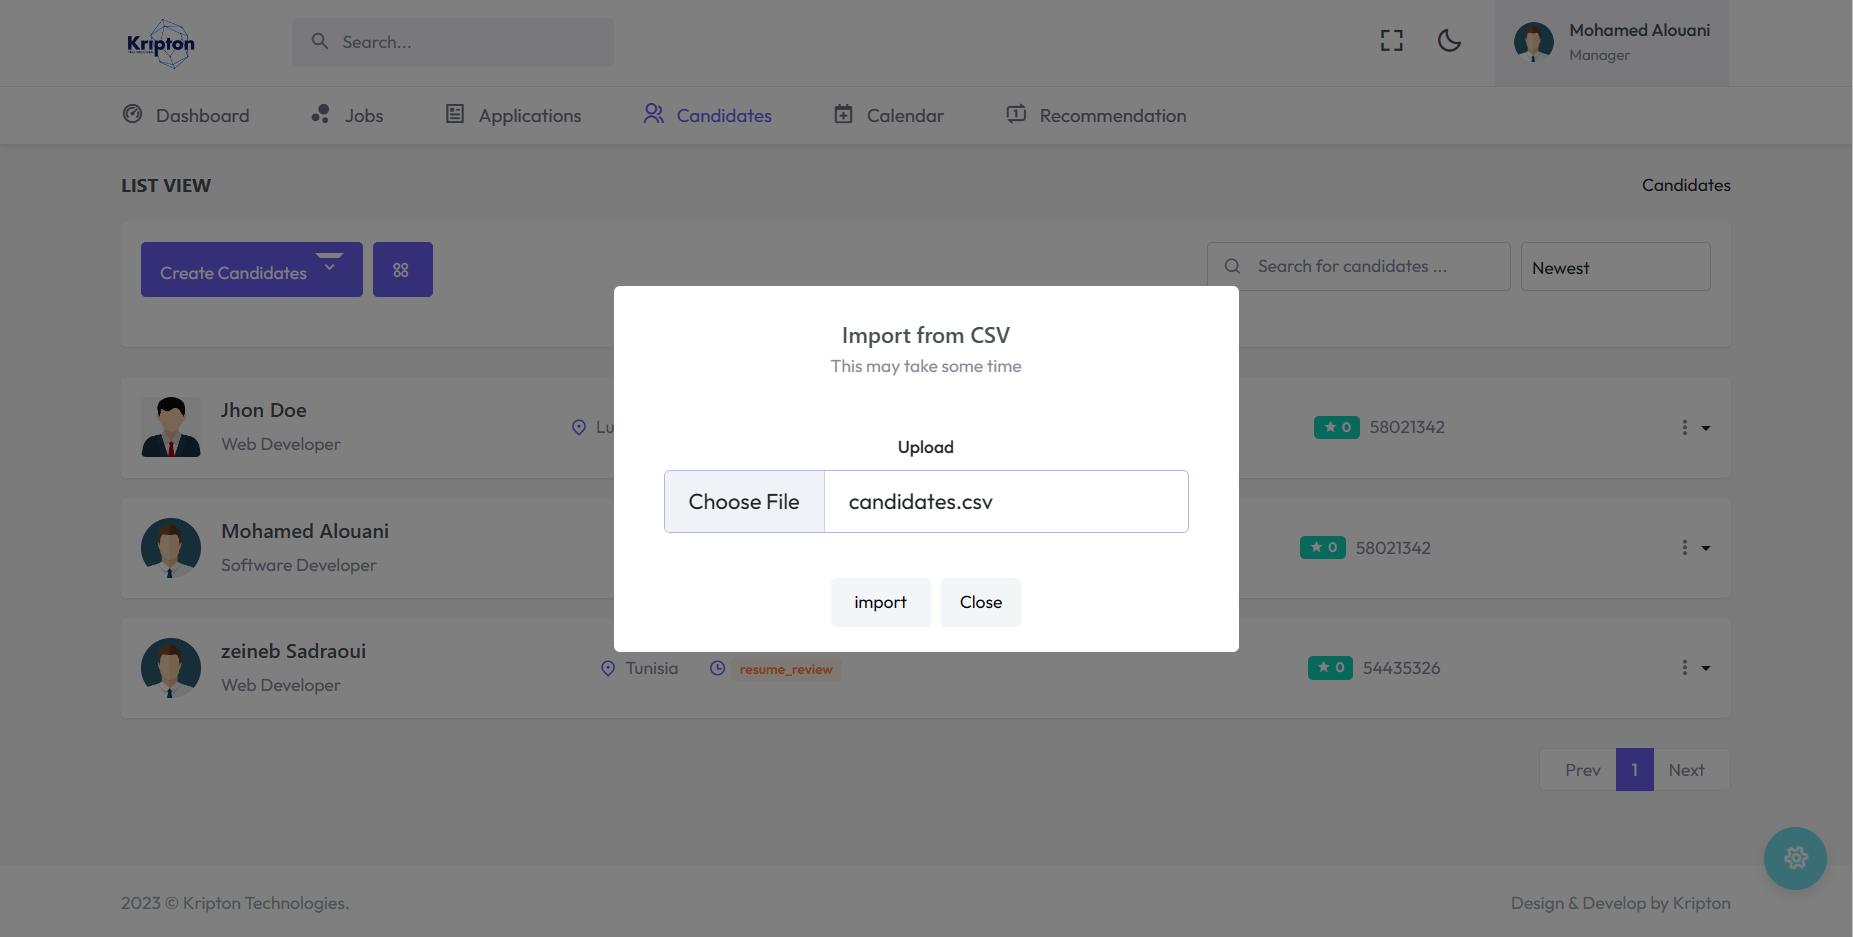 Kripton
Search...
Mohamed Alouani
Manager
Dashboard
Jobs
Applications
Candidates
Calendar
Recommendation
LIST VIEW
Candidates
Create Candidates
Search for candidates ...
Newest
Import from CSV
This may take some time
Upload
Choose File
candidates.csv
import
Close
Jhon Doe
Web Developer
Lu
0
58021342
Mohamed Alouani
Software Developer
0
58021342
zeineb Sadraoui
Web Developer
Tunisia
resume_review
0
54435326
Prev
1
Next
2023 © Kripton Technologies.
Design & Develop by Kripton